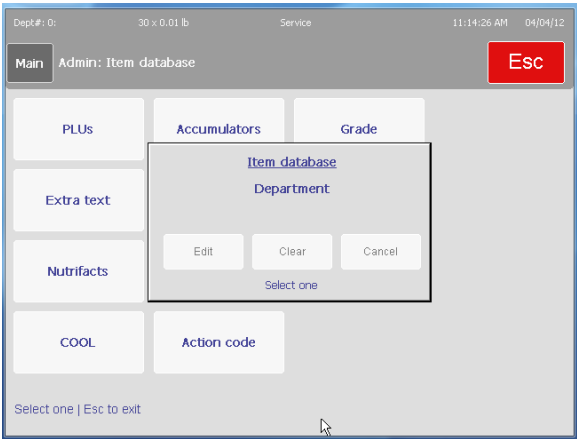 Dept#: 0: 30 x 0.01 lb Service 11:14:26 AM 04/04/12
Main Admin: Item database Esc
PLUs Accumulators Grade
Item database
Department
Extra text
Edit Clear Cancel
Nutrifacts
Select one
COOL Action code
Select one | Esc to exit